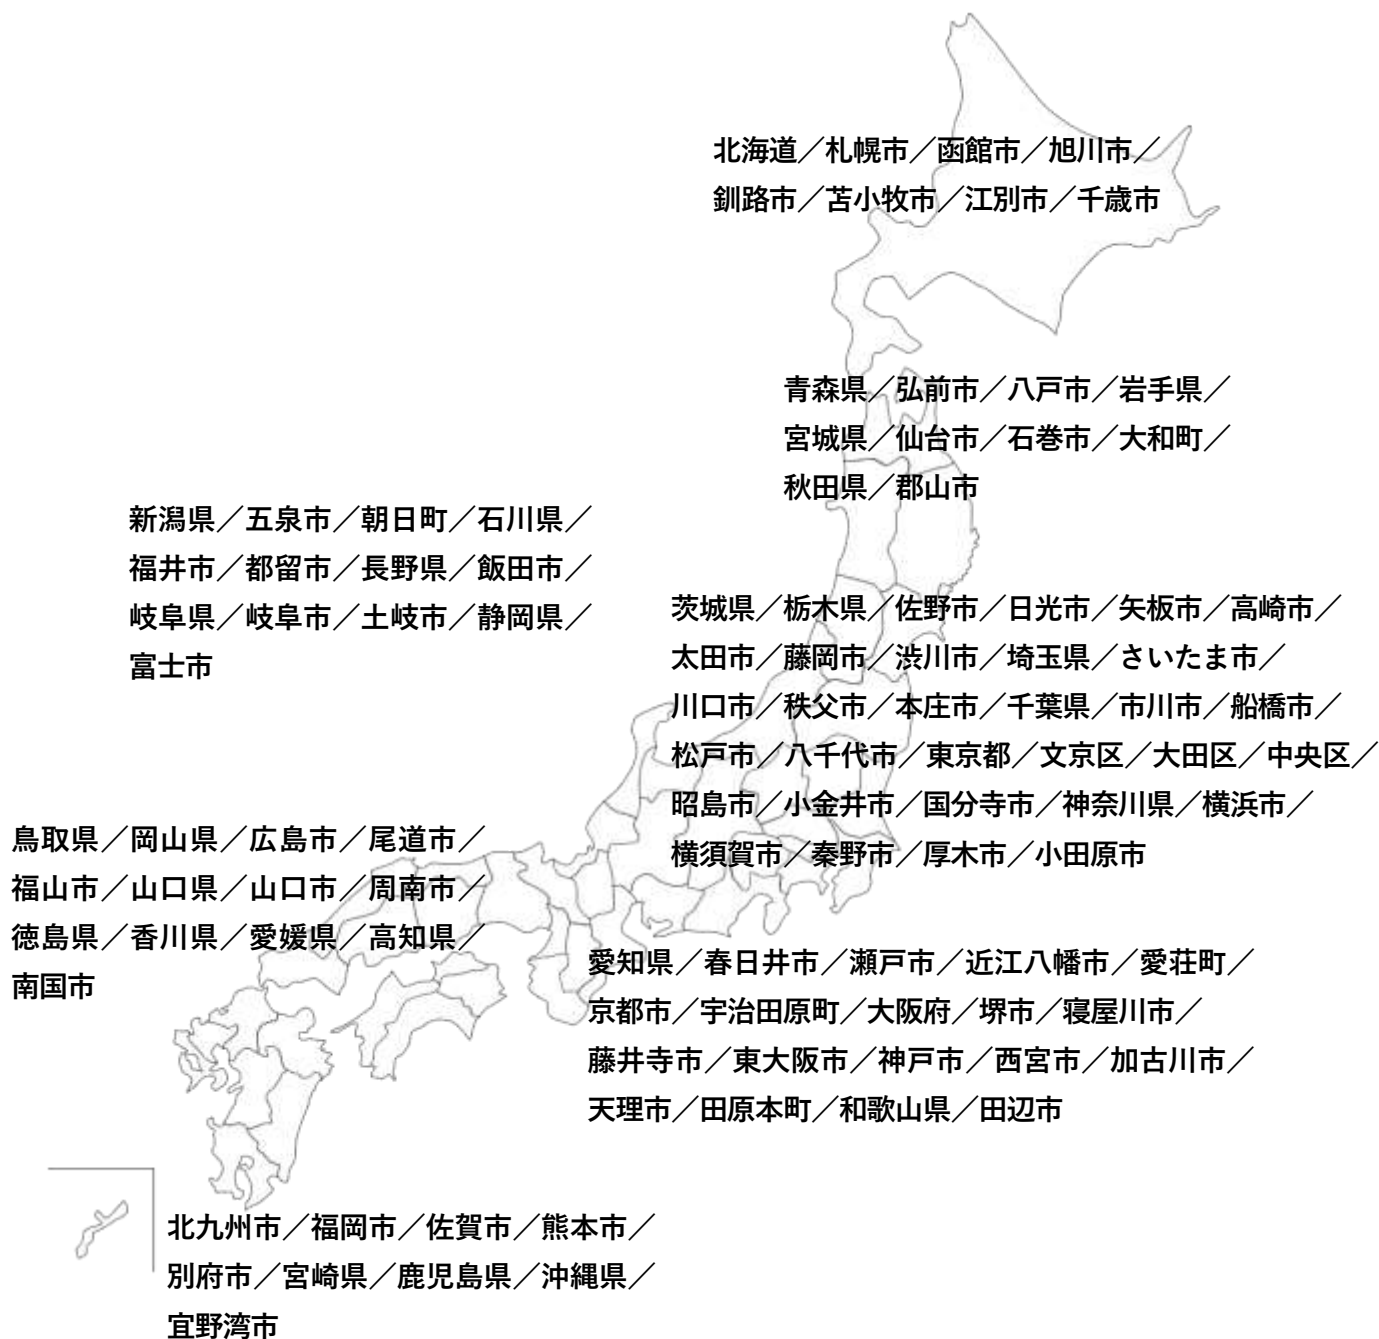 北海道／札幌市／函館市／旭川市／
釧路市／苫小牧市／江別市／千歳市
青森県／弘前市／八戸市／岩手県／
宮城県／仙台市／石巻市／大和町／
秋田県／郡山市
新潟県／五泉市／朝日町／石川県／
福井市／都留市／長野県／飯田市／
岐阜県／岐阜市／土岐市／静岡県／
富士市
茨城県／栃木県／佐野市／日光市／矢板市／高崎市／
太田市／藤岡市／渋川市／埼玉県／さいたま市／
川口市／秩父市／本庄市／千葉県／市川市／船橋市／
松戸市／八千代市／東京都／文京区／大田区／中央区／
昭島市／小金井市／国分寺市／神奈川県／横浜市／
横須賀市／秦野市／厚木市／小田原市
鳥取県／岡山県／広島市／尾道市／
福山市／山口県／山口市／周南市／
徳島県／香川県／愛媛県／高知県／
南国市
愛知県／春日井市／瀬戸市／近江八幡市／愛荘町／
京都市／宇治田原町／大阪府／堺市／寝屋川市／
藤井寺市／東大阪市／神戸市／西宮市／加古川市／
天理市／田原本町／和歌山県／田辺市
北九州市／福岡市／佐賀市／熊本市／
別府市／宮崎県／鹿児島県／沖縄県／
宜野湾市